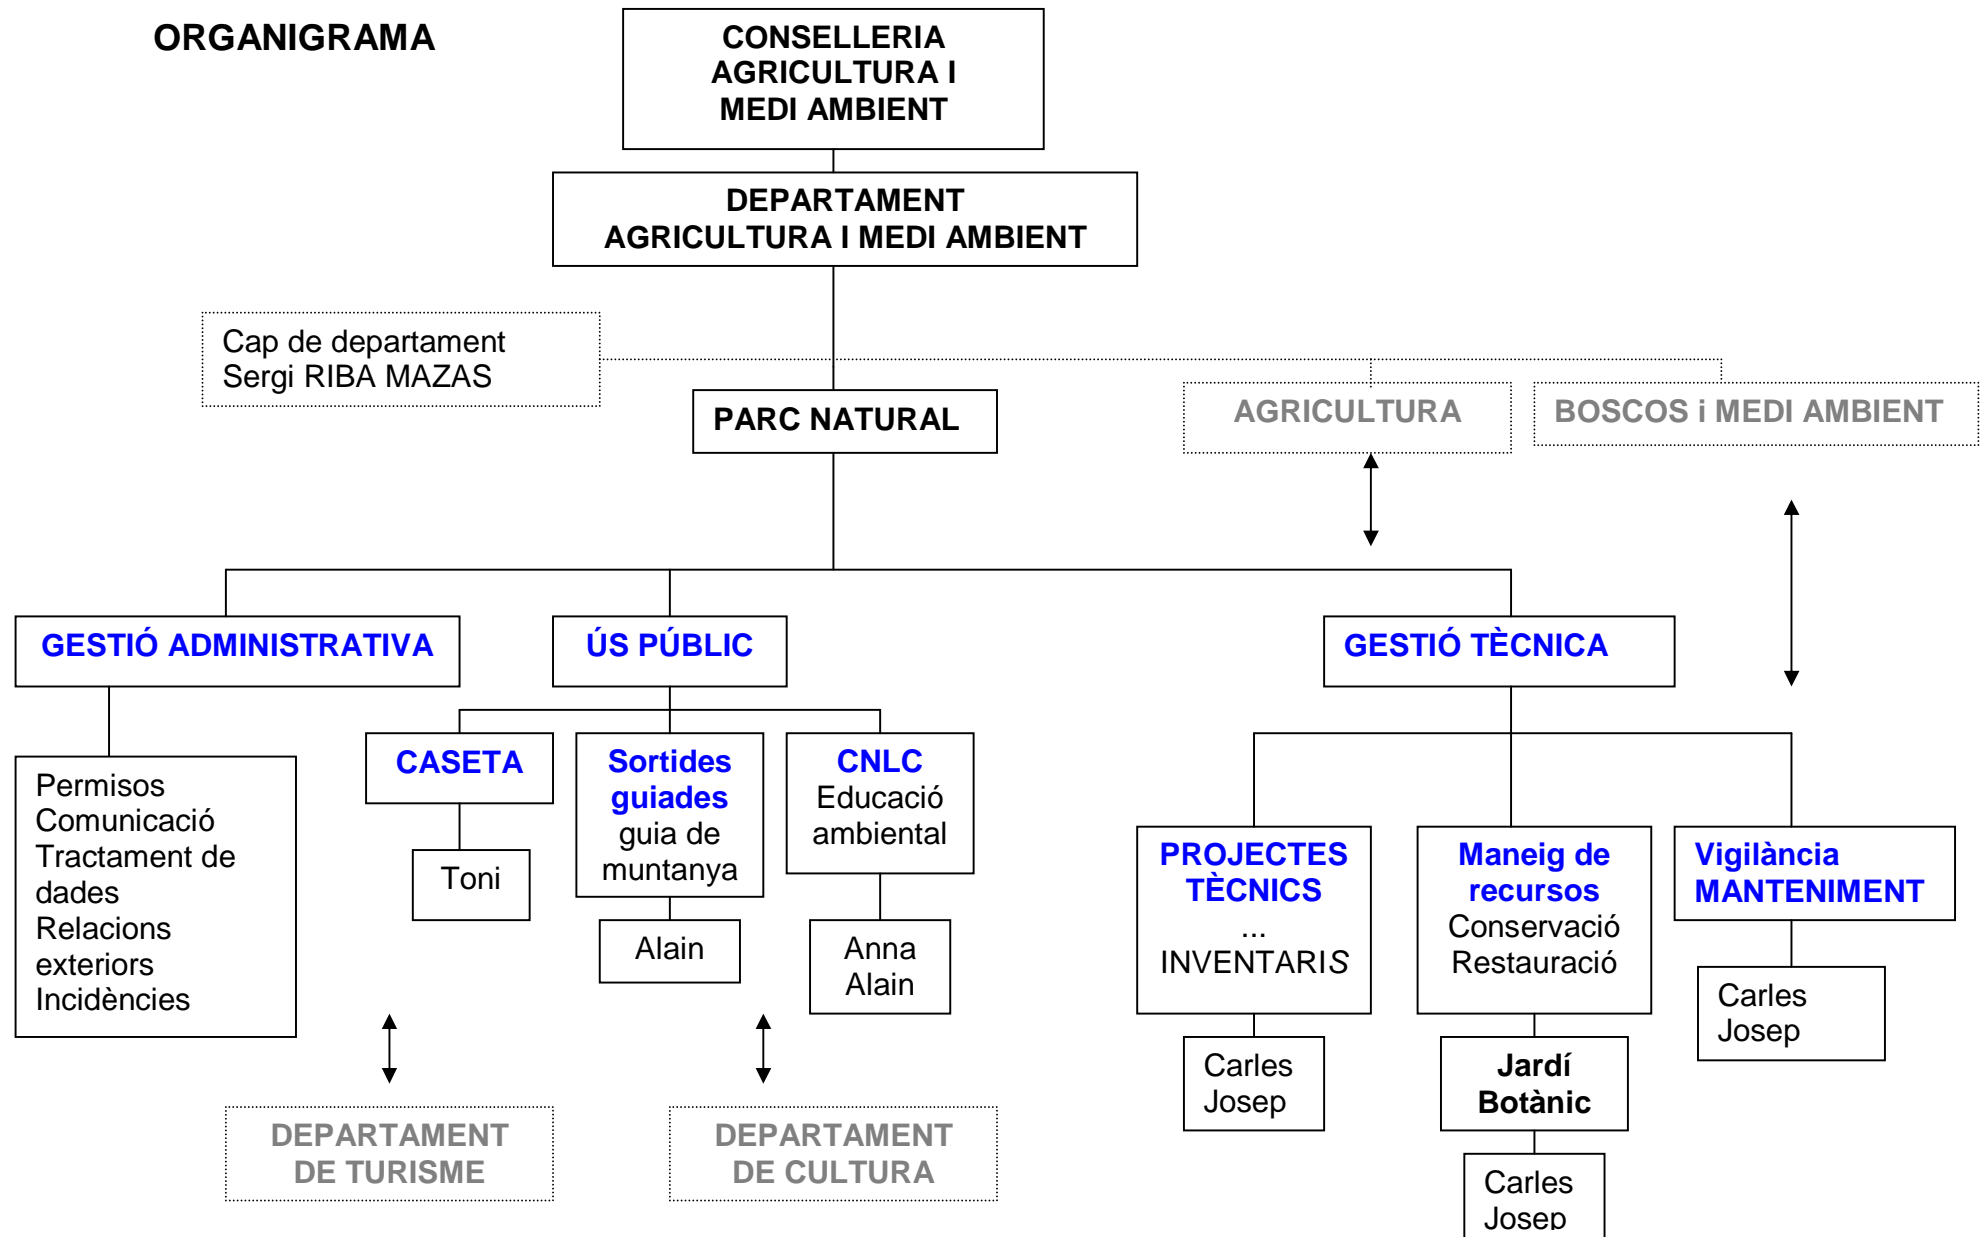 ORGANIGRAMA
CONSELLERIA
AGRICULTURA I
MEDI AMBIENT
DEPARTAMENT
AGRICULTURA I MEDI AMBIENT
Cap de departament
Sergi RIBA MAZAS
PARC NATURAL
AGRICULTURA
BOSCOS i MEDI AMBIENT
GESTIÓ ADMINISTRATIVA
ÚS PÚBLIC
GESTIÓ TÈCNICA
Permisos
Comunicació
Tractament de
dades
Relacions
exteriors
Incidències
CASETA
Toni
Sortides
guiades
guia de
muntanya
Alain
CNLC
Educació
ambiental
Anna
Alain
PROJECTES
TÈCNICS
...
INVENTARIS
Carles
Josep
Maneig de
recursos
Conservació
Restauració
Jardí
Botànic
Carles
Josep
Vigilància
MANTENIMENT
Carles
Josep
DEPARTAMENT
DE TURISME
DEPARTAMENT
DE CULTURA